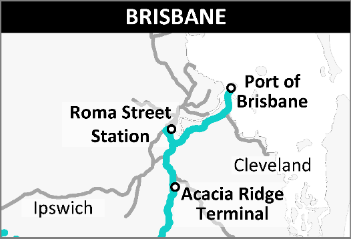 BRISBANE
Port of
Brisbane
Roma Street
Station
Cleveland
Acacia Ridge
Terminal
Ipswich